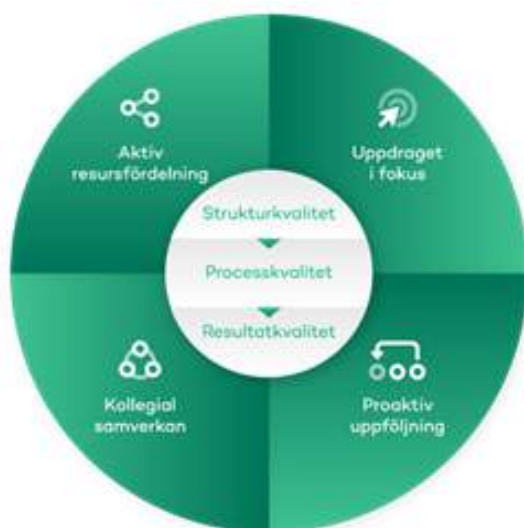 Aktiv
resursfördelning
Uppdraget
i fokus
Strukturkvalitet
Processkvalitet
Resultatkvalitet
Kollegial
samverkan
Proaktiv
uppföljning